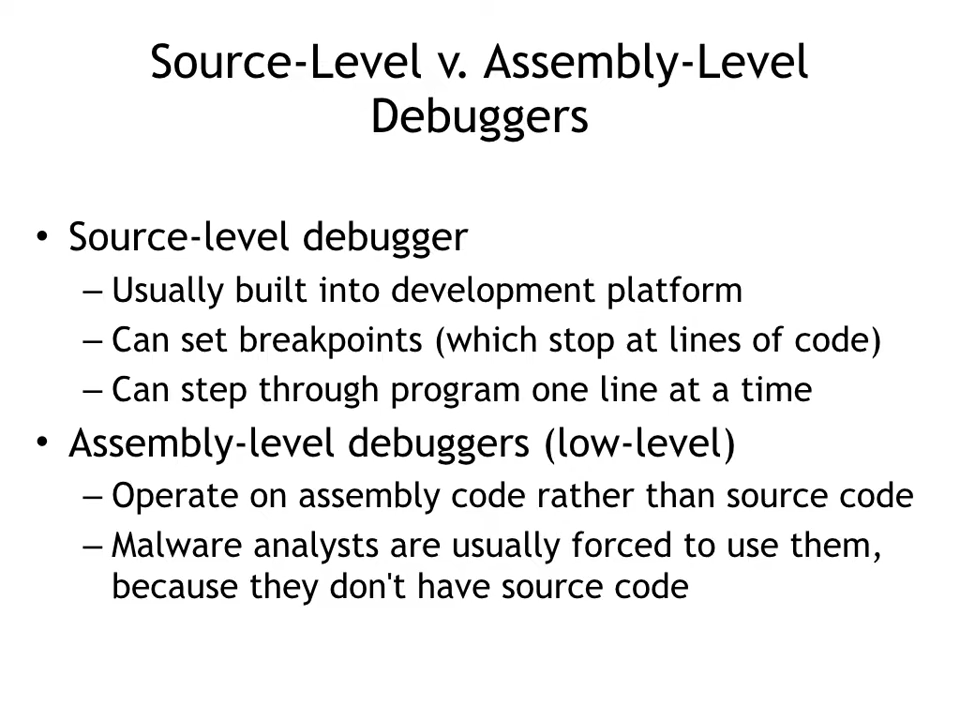 Source-Level v. Assembly-Level
Debuggers
• Source-level debugger
– Usually built into development platform
– Can set breakpoints (which stop at lines of code)
– Can step through program one line at a time
• Assembly-level debuggers (low-level)
– Operate on assembly code rather than source code
– Malware analysts are usually forced to use them,
because they don't have source code